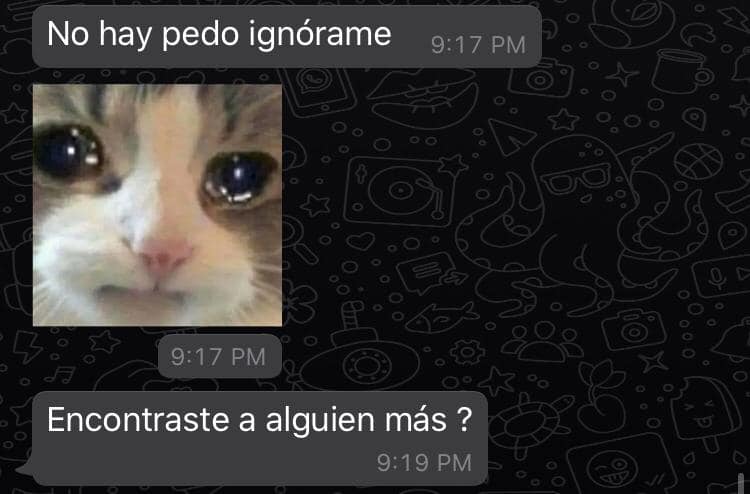 No hay pedo ignórame
9:17 PM
9:17 PM
Encontraste a alguien más ?
9:19 PM